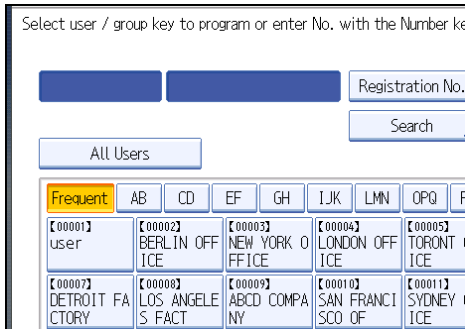 Select user / group key to program or enter No. with the Number ke
Registration No.
Search
All Users
Frequent AB CD EF GH IJK LMN OPQ
【00001】 【00002】 【00003】 【00004】 【00005】
user BERLIN OFF NEW YORK O LONDON OFF TORONT
ICE FFICE ICE ICE
【00007】 【00008】 【00009】 【00010】 【00011】
DETROIT FA LOS ANGELE ABCD COMPA SAN FRANCI SYDNEY
CTORY S FACT NY SCO OF ICE